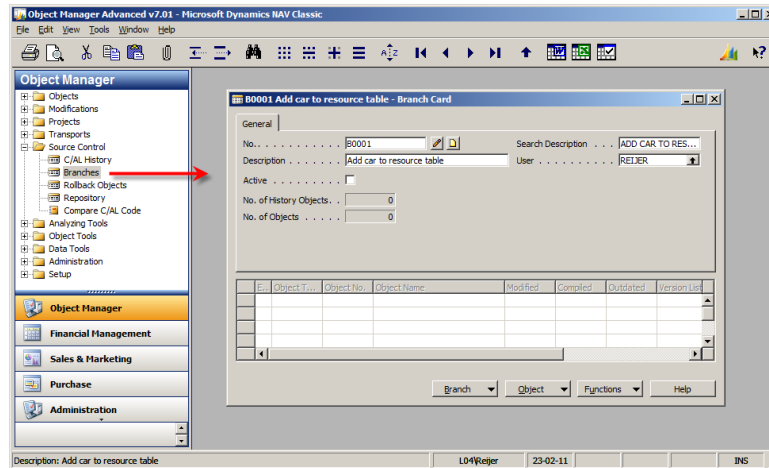 Object Manager Advanced v7.01 - Microsoft Dynamics NAV Classic
File Edit View Tools Window Help
Object Manager
Objects
Modifications
Projects
Transports
Source Control
C/AL History
Branches
Rollback Objects
Repository
Compare C/AL Code
Analyzing Tools
Object Tools
Data Tools
Administration
Setup
Object Manager
Financial Management
Sales & Marketing
Purchase
Administration
B0001 Add car to resource table - Branch Card
General
No. . . . . . . . . . . . B0001 Search Description . . . ADD CAR TO RES...
Description . . . . . . . Add car to resource table User . . . . . . . . . . REIJER
Active . . . . . . . . .
No. of History Objects. . 0
No. of Objects . . . . . 0
E.. Object T... Object No. Object Name Modified Compiled Outdated Version List
Branch Object Functions Help
Description: Add car to resource table L04\Reijer 23-02-11 INS